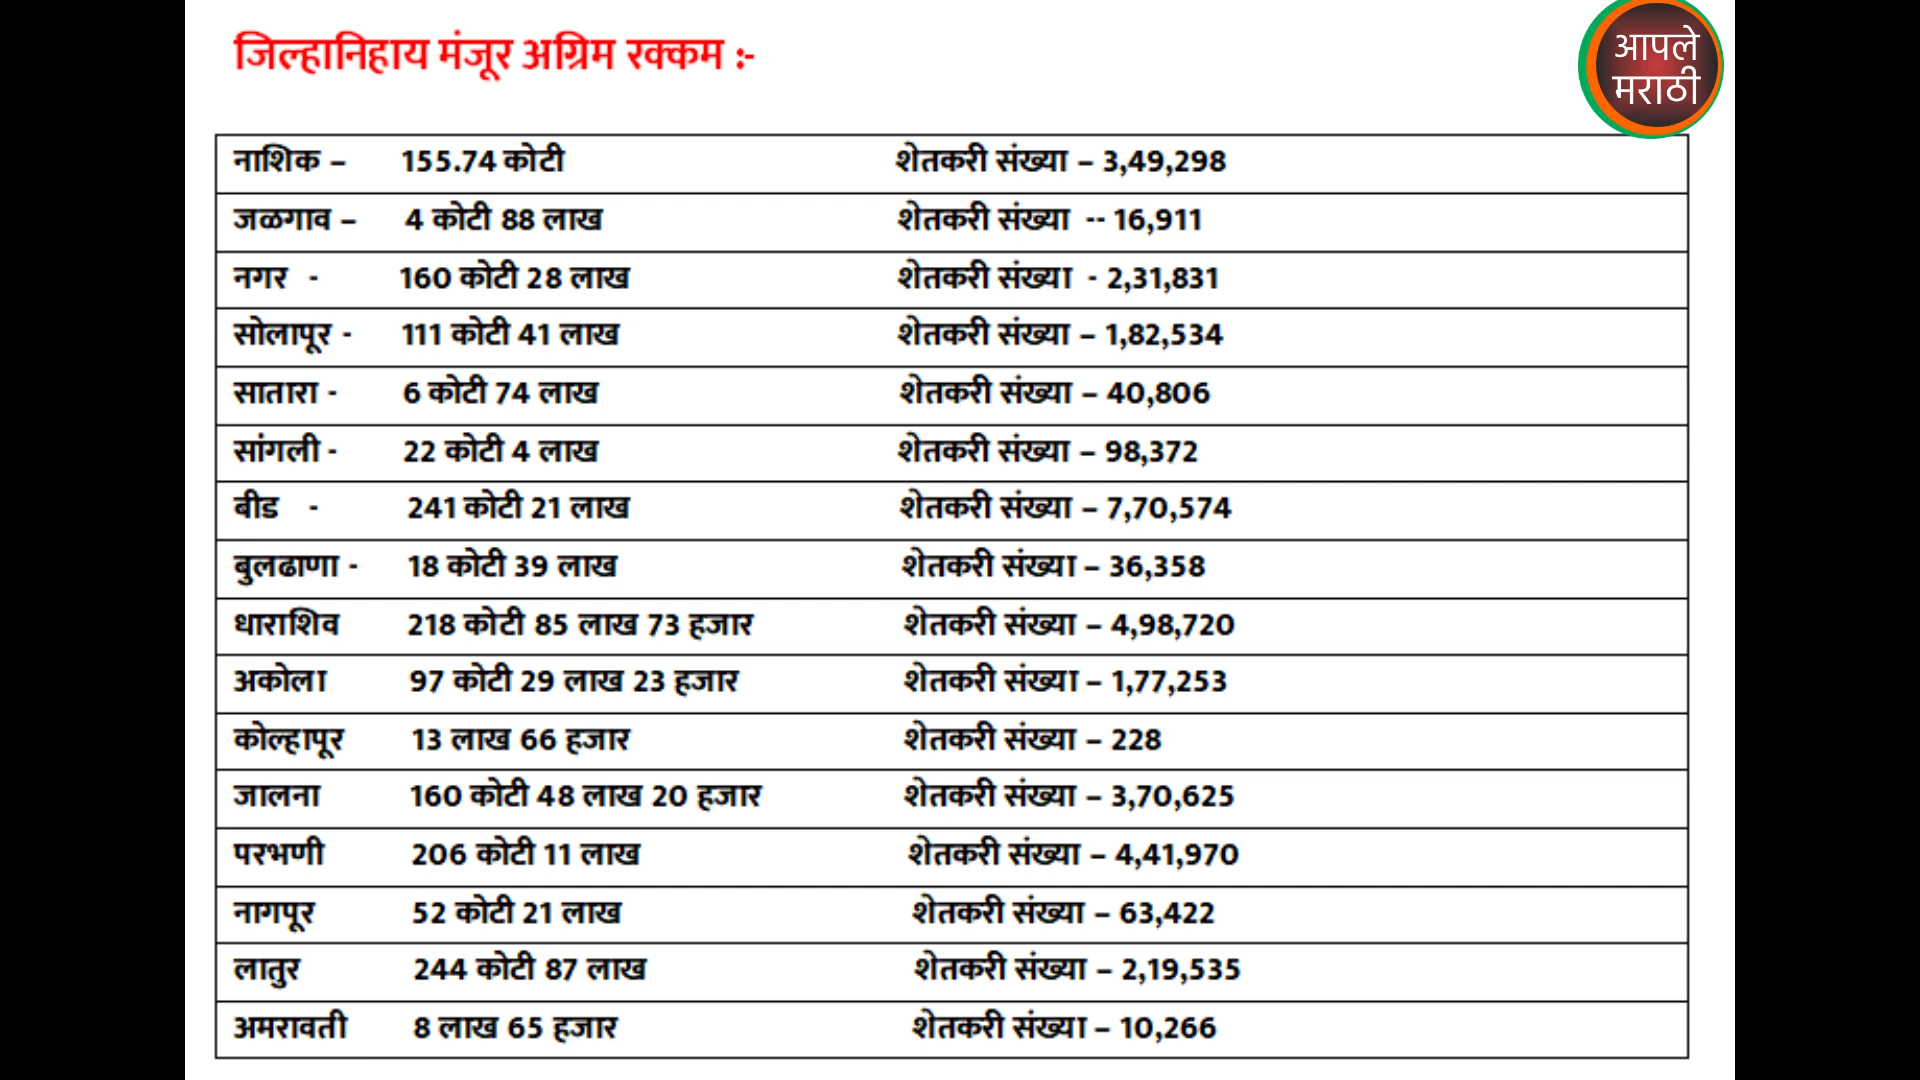 जिल्हानिहाय मंजूर अग्रिम रक्कम :-
आपले
मराठी
नाशिक – 155.74 कोटी शेतकरी संख्या – 3,49,298
जळगाव – 4 कोटी 88 लाख शेतकरी संख्या -- 16,911
नगर - 160 कोटी 28 लाख शेतकरी संख्या - 2,31,831
सोलापूर - 111 कोटी 41 लाख शेतकरी संख्या – 1,82,534
सातारा - 6 कोटी 74 लाख शेतकरी संख्या – 40,806
सांगली - 22 कोटी 4 लाख शेतकरी संख्या – 98,372
बीड - 241 कोटी 21 लाख शेतकरी संख्या – 7,70,574
बुलढाणा - 18 कोटी 39 लाख शेतकरी संख्या – 36,358
धाराशिव 218 कोटी 85 लाख 73 हजार शेतकरी संख्या – 4,98,720
अकोला 97 कोटी 29 लाख 23 हजार शेतकरी संख्या – 1,77,253
कोल्हापूर 13 लाख 66 हजार शेतकरी संख्या – 228
जालना 160 कोटी 48 लाख 20 हजार शेतकरी संख्या – 3,70,625
परभणी 206 कोटी 11 लाख शेतकरी संख्या – 4,41,970
नागपूर 52 कोटी 21 लाख शेतकरी संख्या – 63,422
लातुर 244 कोटी 87 लाख शेतकरी संख्या – 2,19,535
अमरावती 8 लाख 65 हजार शेतकरी संख्या – 10,266